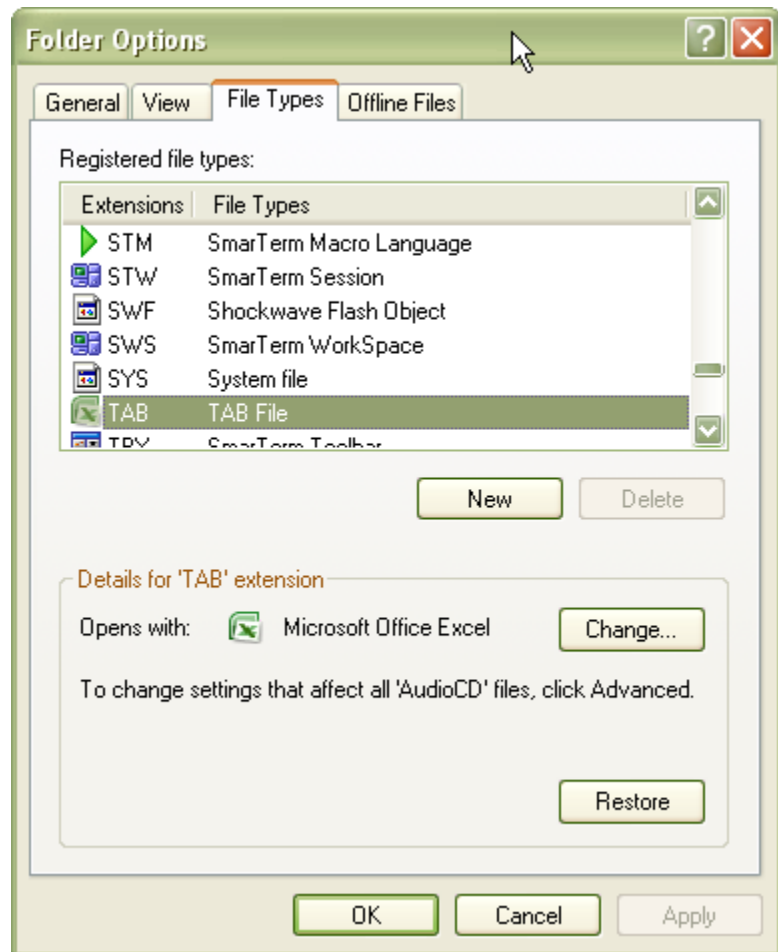 Folder Options
General View File Types Offline Files
Registered file types:
Extensions File Types
STM SmarTerm Macro Language
STW SmarTerm Session
SWF Shockwave Flash Object
SWS SmarTerm WorkSpace
SYS System file
TAB TAB File
SmarTerm Toolbar
New Delete
Details for 'TAB' extension
Opens with: Microsoft Office Excel Change...
To change settings that affect all 'AudioCD' files, click Advanced.
Restore
OK Cancel Apply